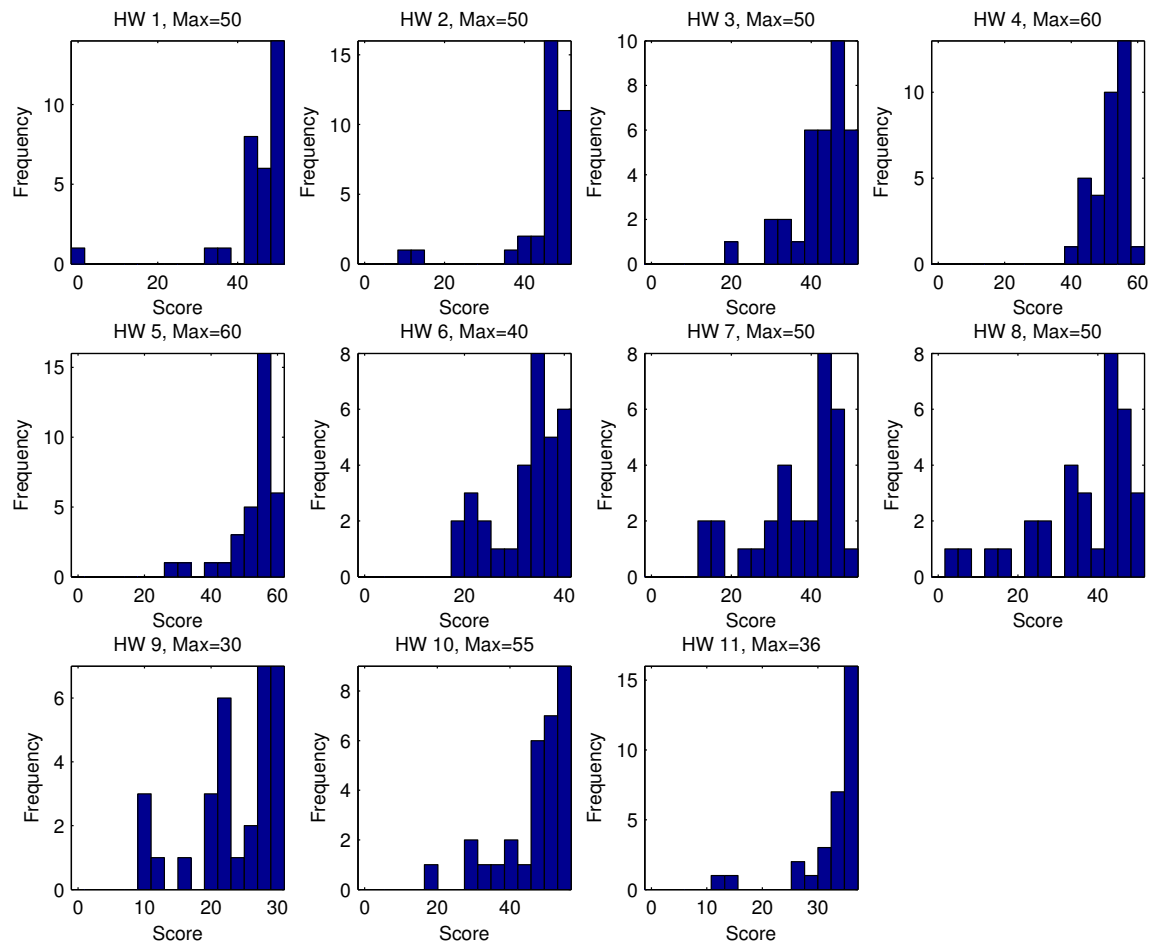 HW 1, Max=50
HW 2, Max=50
HW 3, Max=50
HW 4, Max=60
10
5
0
Frequency
0 20 40
Score
15
10
5
0
Frequency
0 20 40
Score
10
8
6
4
2
0
Frequency
0 20 40
Score
10
5
0
Frequency
0 20 40 60
Score
HW 5, Max=60
HW 6, Max=40
HW 7, Max=50
HW 8, Max=50
15
10
5
0
Frequency
0 20 40 60
Score
8
6
4
2
0
Frequency
0 20 40
Score
8
6
4
2
0
Frequency
0 20 40
Score
8
6
4
2
0
Frequency
0 20 40
Score
HW 9, Max=30
HW 10, Max=55
HW 11, Max=36
6
4
2
0
Frequency
0 10 20 30
Score
8
6
4
2
0
Frequency
0 20 40
Score
15
10
5
0
Frequency
0 10 20 30
Score